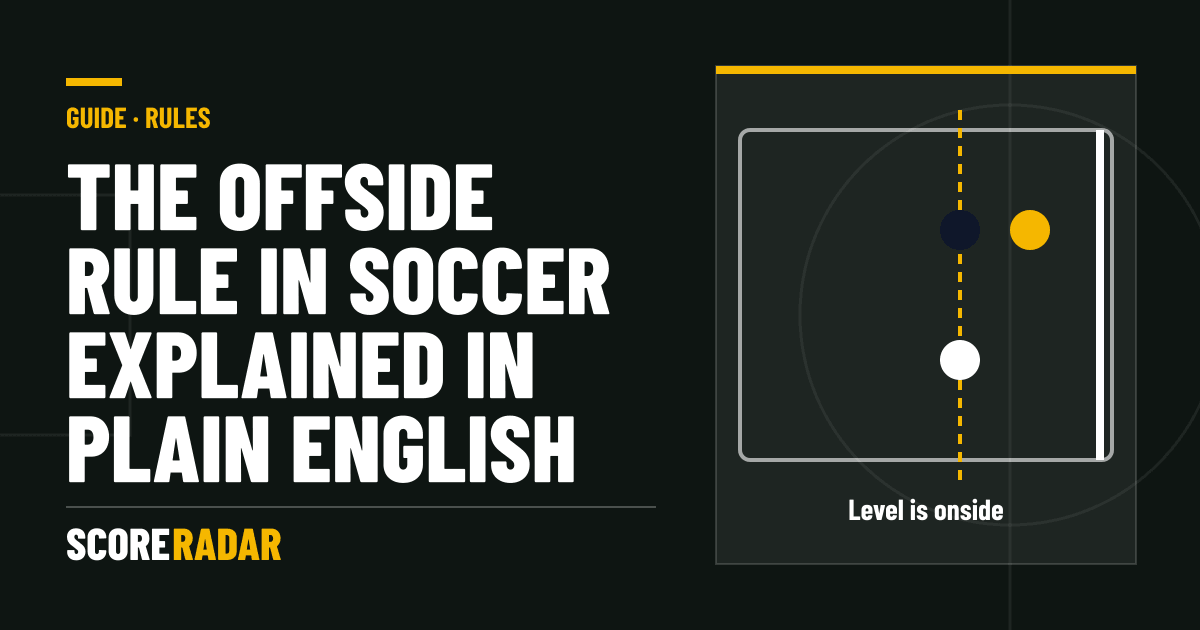 GUIDE · RULES
THE OFFSIDE
RULE IN SOCCER
EXPLAINED IN
PLAIN ENGLISH
SCORERADAR
Level is onside